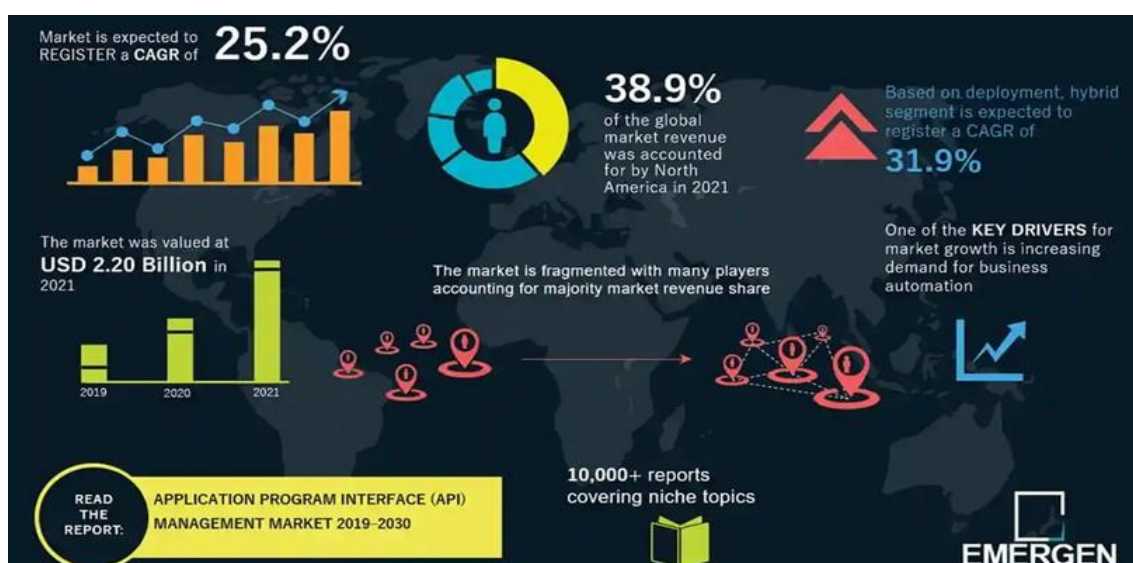 Market is expected to
REGISTER a CAGR of
25.2%
38.9%
of the global
market revenue
was accounted
for by North
America in 2021
Based on deployment, hybrid
segment is expected to
register a CAGR of
31.9%
The market was valued at
USD 2.20 Billion in
2021
2019
2020
2021
The market is fragmented with many players
accounting for majority market revenue share
One of the KEY DRIVERS for
market growth is increasing
demand for business
automation
READ
THE
REPORT:
APPLICATION PROGRAM INTERFACE (API)
MANAGEMENT MARKET 2019–2030
10,000+ reports
covering niche topics
EMERGEN